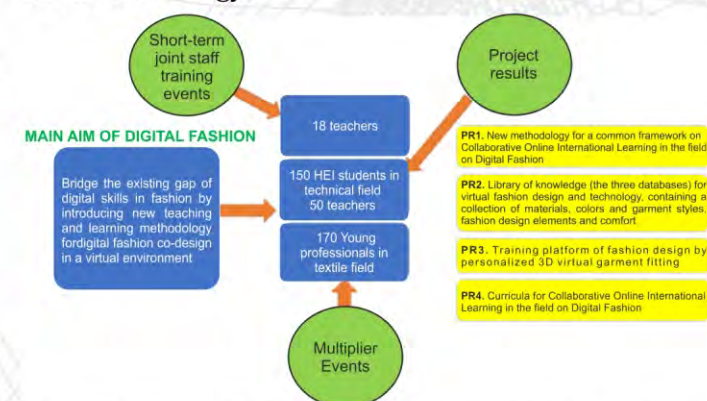 Short-term
joint staff
training
events
Project
results
18 teachers
MAIN AIM OF DIGITAL FASHION
Bridge the existing gap of
digital skills in fashion by
introducing new teaching
and learning methodology
fordigital fashion co-design
in a virtual environment
150 HEI students in
technical field
50 teachers
170 Young
professionals in
textile field
PR1. New methodology for a common framework on
Collaborative Online International Learning in the field
on Digital Fashion
PR2. Library of knowledge (the three databases) for
virtual fashion design and technology, containing a
collection of materials, colors and garment styles,
fashion design elements and comfort
PR3. Training platform of fashion design by
personalized 3D virtual garment fitting
PR4. Curricula for Collaborative Online International
Learning in the field on Digital Fashion
Multiplier
Events